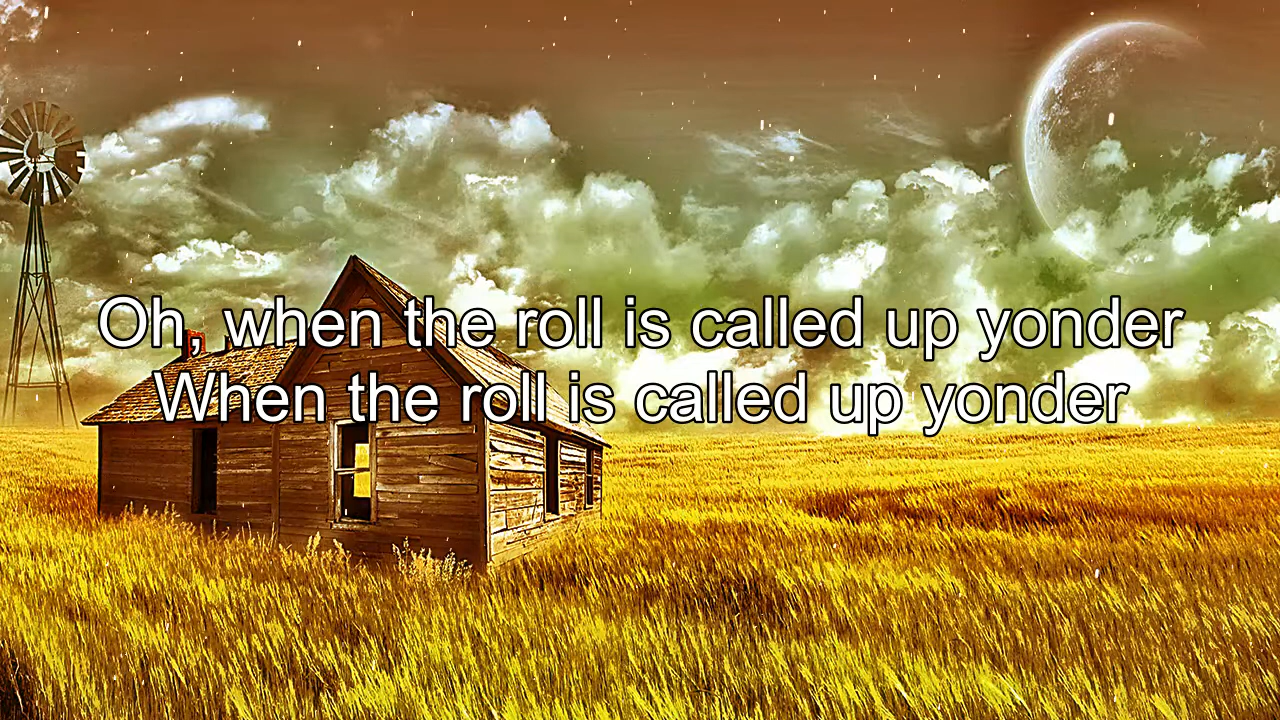 Oh, when the roll is called up yonder
When the roll is called up yonder